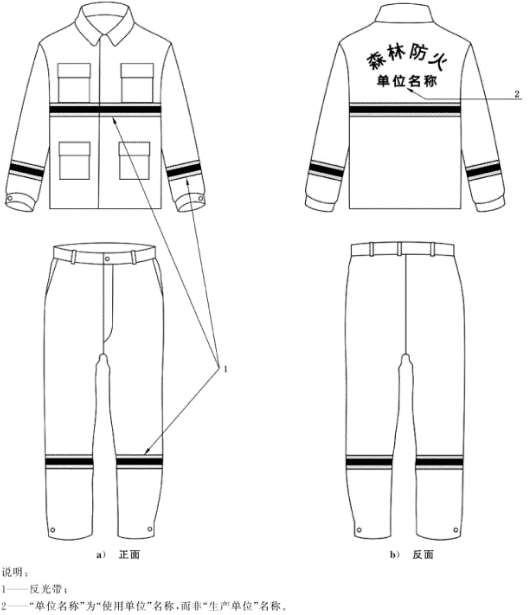 森林防火
单位名称
2
1
a) 正面
b) 反面
说明：
1——反光带；
2——“单位名称”为“使用单位”名称，而非“生产单位”名称。